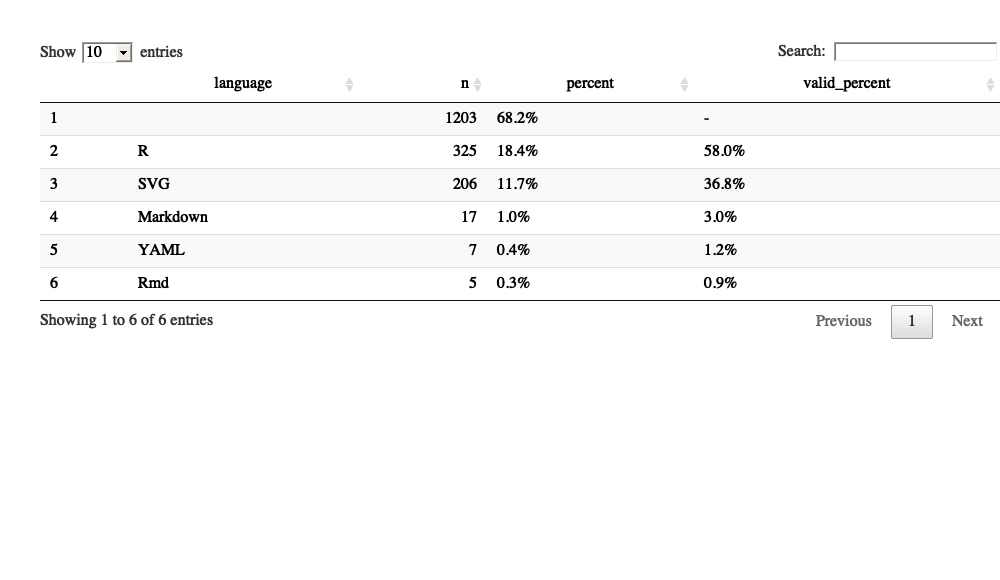 Show 10 entries Search:
language n percent valid_percent
1 1203 68.2% -
2 R 325 18.4% 58.0%
3 SVG 206 11.7% 36.8%
4 Markdown 17 1.0% 3.0%
5 YAML 7 0.4% 1.2%
6 Rmd 5 0.3% 0.9%
Showing 1 to 6 of 6 entries Previous 1 Next